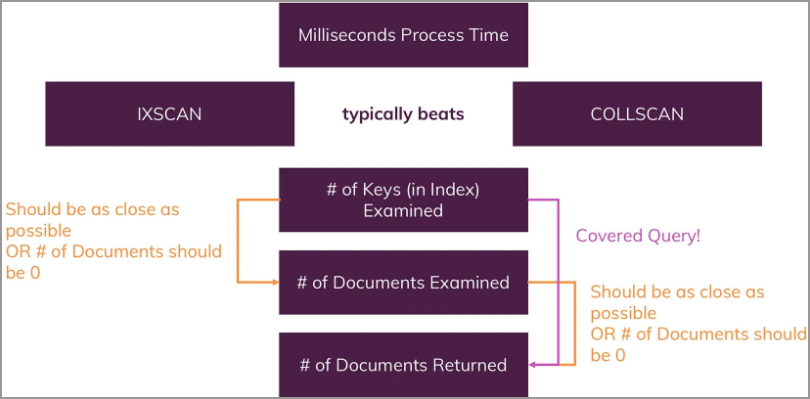 Milliseconds Process Time
IXSCAN
typically beats
COLLSCAN
# of Keys (in Index)
Examined
Should be as close as
possible
OR # of Documents should
be 0
Covered Query!
# of Documents Examined
Should be as close as
possible
OR # of Documents should
be 0
# of Documents Returned